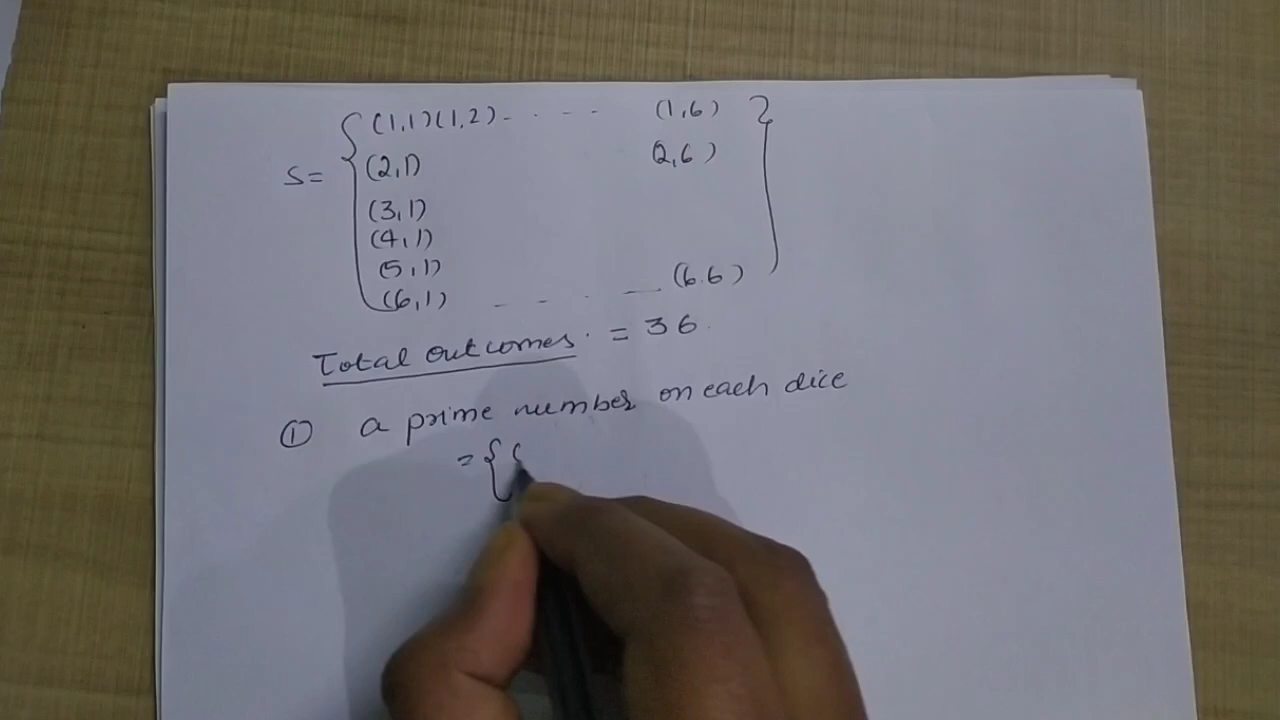 (1,1)(1,2)- . - - (1,6)
S= (2,1) (2,6)
(3,1)
(4,1)
(5,1)
(6,1) - - . - (6.6)
Total outcomes = 36.
① a prime number on each dice
= { (